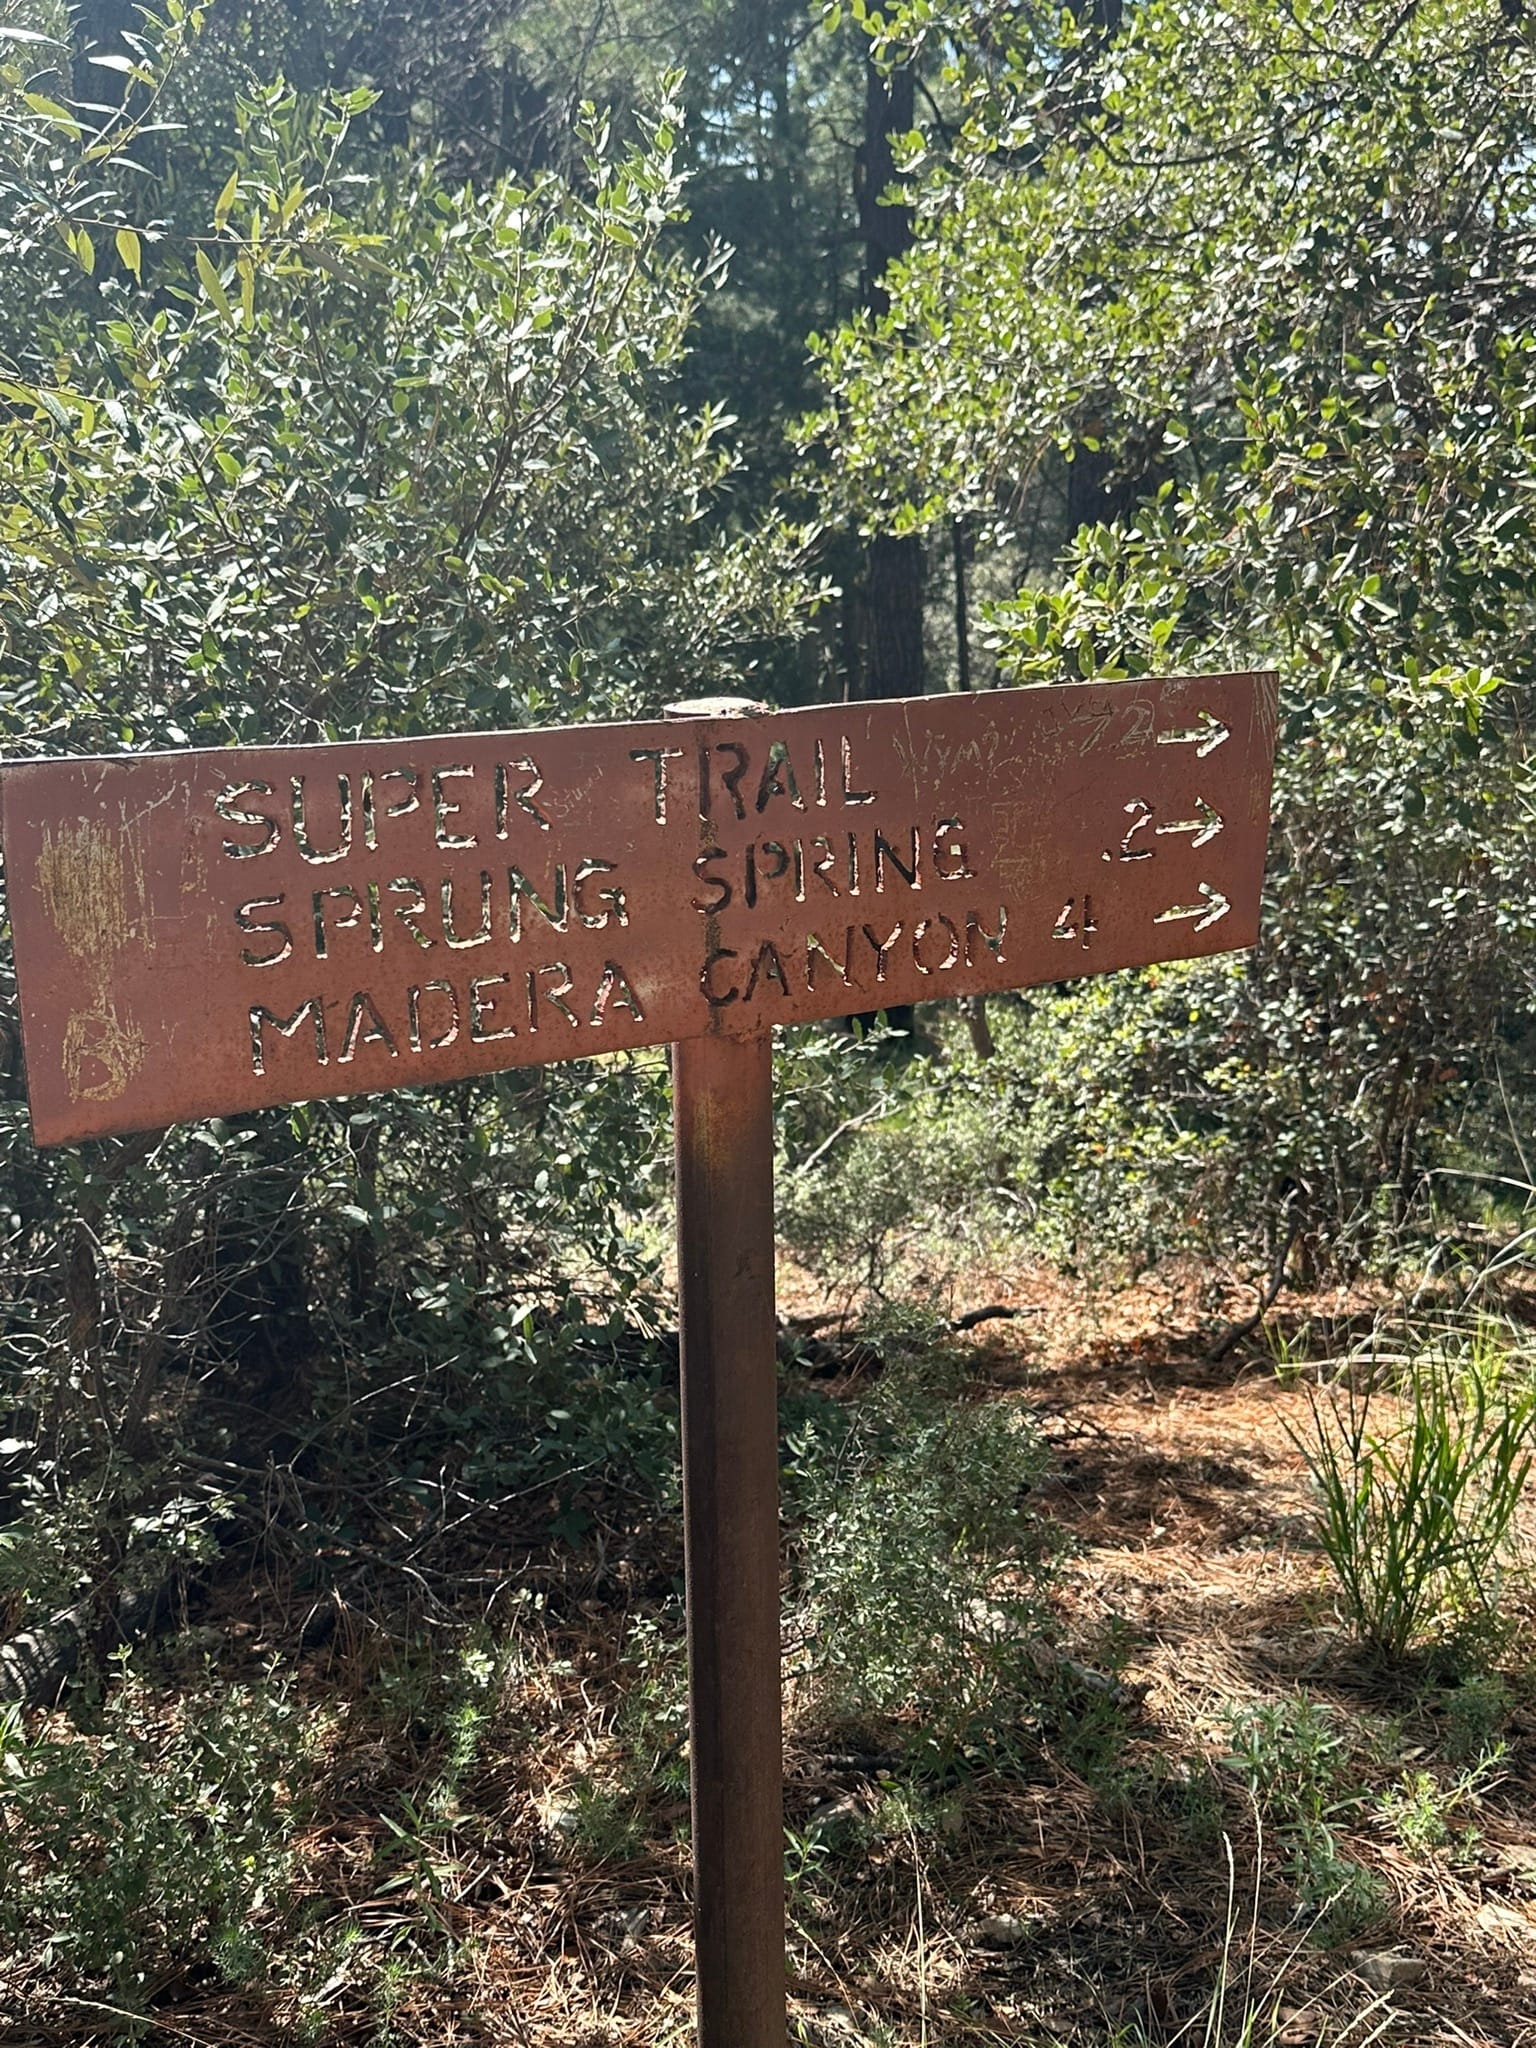 SUPER TRAIL →
SPRUNG SPRING .2 →
MADERA CANYON 4 →
B